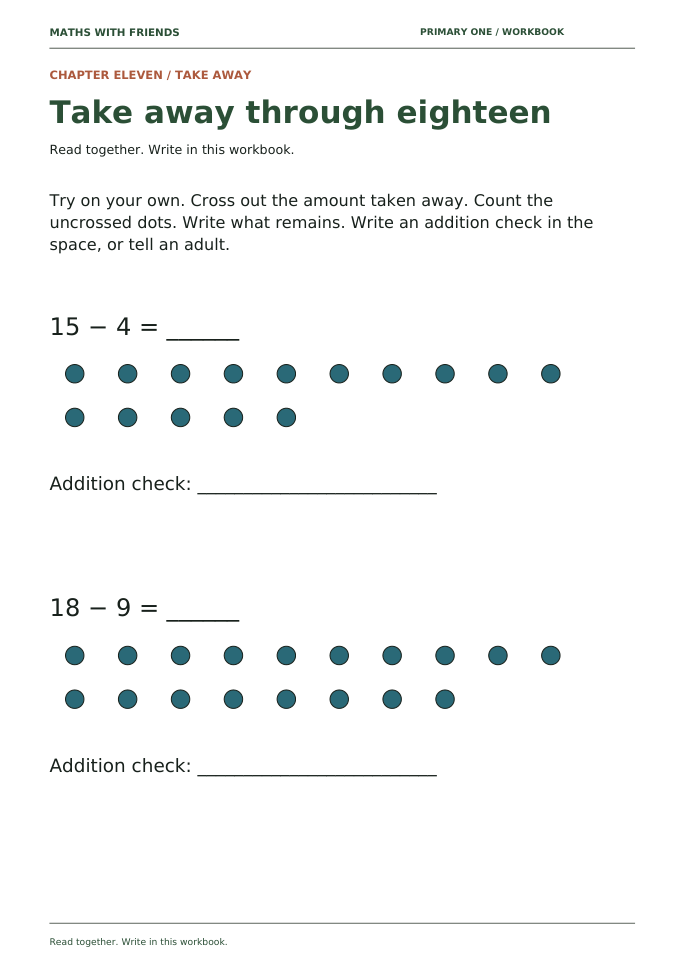 MATHS WITH FRIENDS
PRIMARY ONE / WORKBOOK
CHAPTER ELEVEN / TAKE AWAY
Take away through eighteen
Read together. Write in this workbook.
Try on your own. Cross out the amount taken away. Count the
uncrossed dots. Write what remains. Write an addition check in the
space, or tell an adult.
15 − 4 = ______
Addition check: __________________________
18 − 9 = ______
Addition check: __________________________
Read together. Write in this workbook.